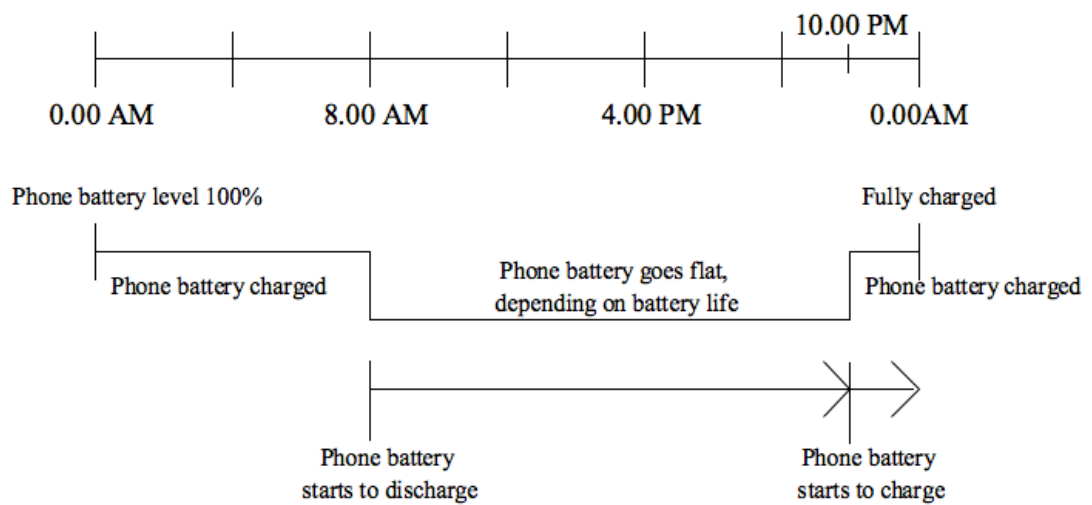 10.00 PM
0.00 AM
8.00 AM
4.00 PM
0.00AM
Phone battery level 100%
Fully charged
Phone battery charged
Phone battery goes flat,
depending on battery life
Phone battery charged
Phone battery
starts to discharge
Phone battery
starts to charge